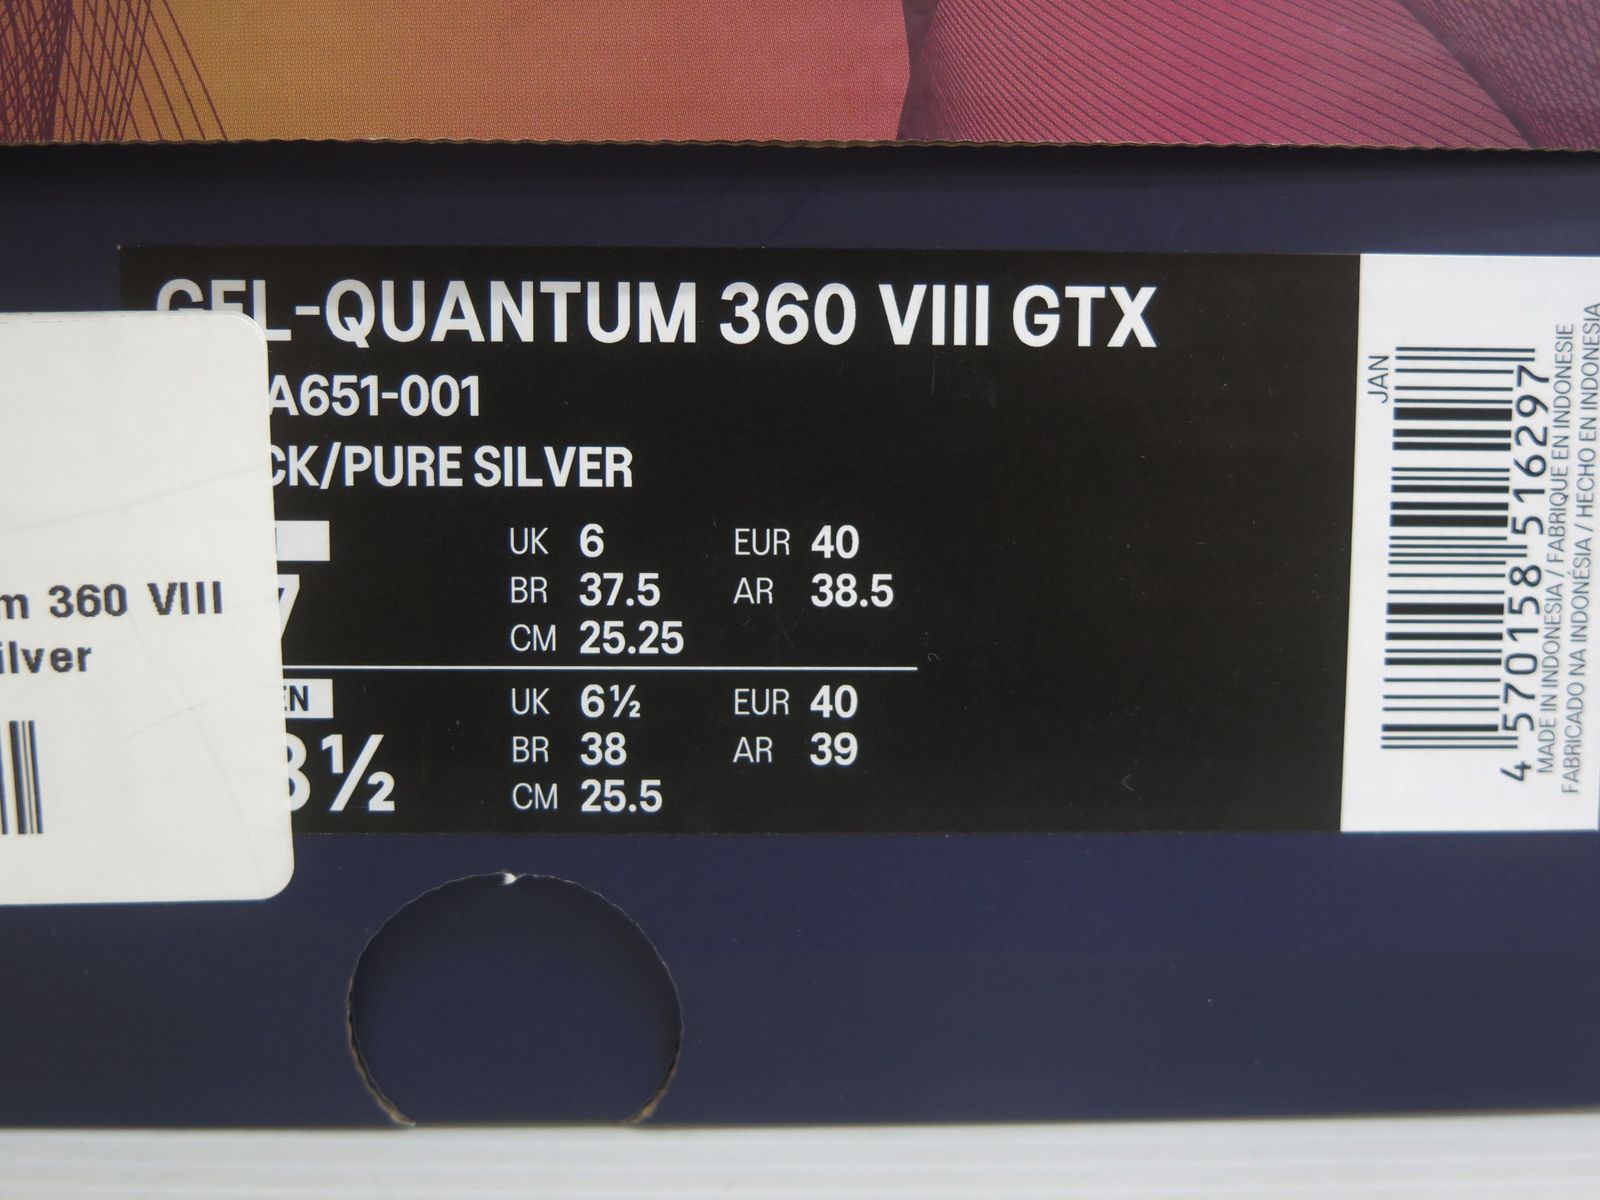 GEL-QUANTUM 360 VIII GTX
A651-001
CK/PURE SILVER
7
UK 6 EUR 40
BR 37.5 AR 38.5
CM 25.25
EN
8½
UK 6½ EUR 40
BR 38 AR 39
CM 25.5
m 360 VIII
ilver
JAN
4 570158 516297
MADE IN INDONESIA / FABRIQUE EN INDONESIE
FABRICADO NA INDONÉSIA / HECHO EN INDONESIA